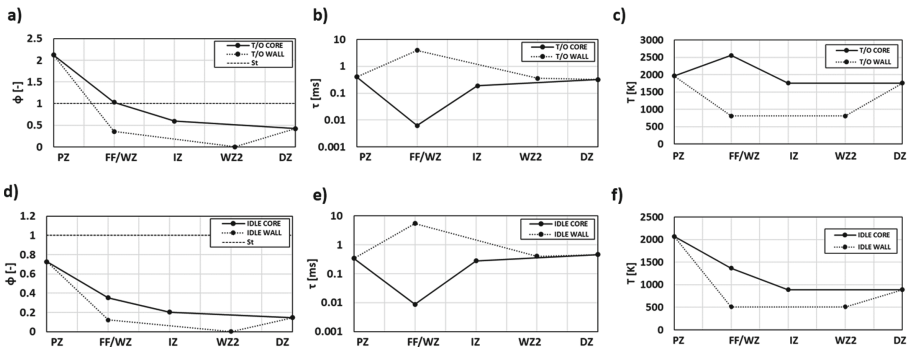 a)
2.5
2
1.5
1
0.5
0
ϕ [-]
PZ FF/WZ IZ WZ2 DZ
T/O CORE
T/O WALL
St
b)
10
1
0.1
0.01
0.001
τ [ms]
PZ FF/WZ IZ WZ2 DZ
T/O CORE
T/O WALL
c)
3000
2500
2000
1500
1000
500
0
T [K]
PZ FF/WZ IZ WZ2 DZ
T/O CORE
T/O WALL
d)
1.2
1
0.8
0.6
0.4
0.2
0
ϕ [-]
PZ FF/WZ IZ WZ2 DZ
IDLE CORE
IDLE WALL
St
e)
10
1
0.1
0.01
0.001
τ [ms]
PZ FF/WZ IZ WZ2 DZ
IDLE CORE
IDLE WALL
f)
2500
2000
1500
1000
500
0
T [K]
PZ FF/WZ IZ WZ2 DZ
IDLE CORE
IDLE WALL